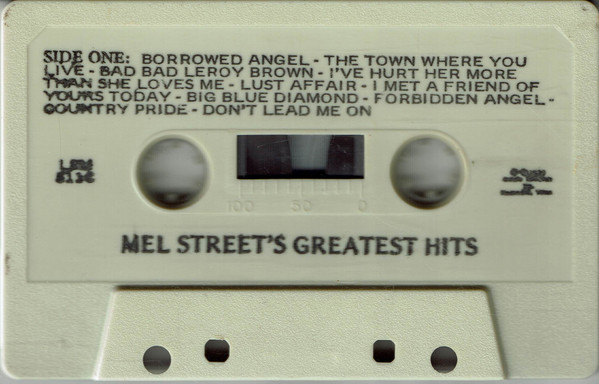 SIDE ONE: BORROWED ANGEL - THE TOWN WHERE YOU
LIVE - BAD BAD LEROY BROWN - I'VE HURT HER MORE
THAN SHE LOVES ME - LUST AFFAIR - I MET A FRIEND OF
YOURS TODAY - BIG BLUE DIAMOND - FORBIDDEN ANGEL -
COUNTRY PRIDE - DON'T LEAD ME ON
100 50 0
MEL STREET'S GREATEST HITS